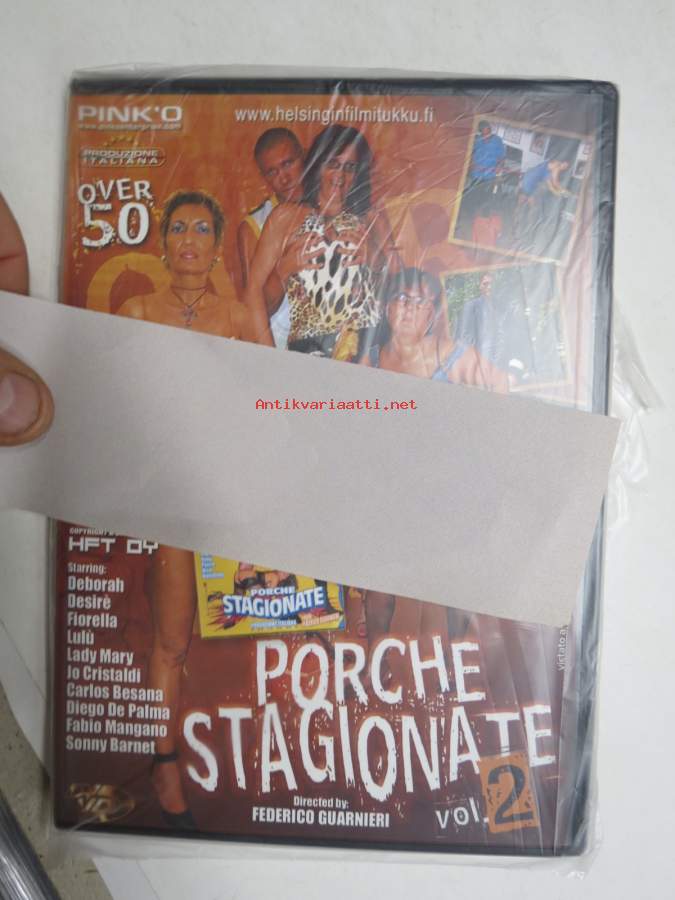 PINK'O
www.helsinginfilmitukku.fi
PRODUZIONE
ITALIANA
OVER
50
Antikvariaatti.net
HFT OY
Starring:
Deborah
Desirè
Fiorella
Lulù
Lady Mary
Jo Cristaldi
Carlos Besana
Diego De Palma
Fabio Mangano
Sonny Barnet
PORCHE
STAGIONATE
PORCHE
STAGIONATE
vol.2
Directed by:
FEDERICO GUARNIERI